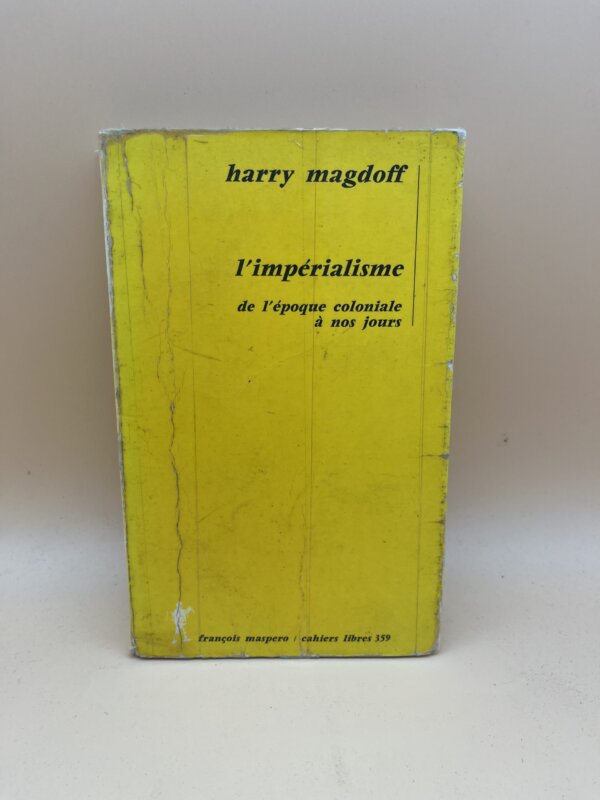 harry magdoff
l'impérialisme
de l'époque coloniale
à nos jours
françois maspero / cahiers libres 359